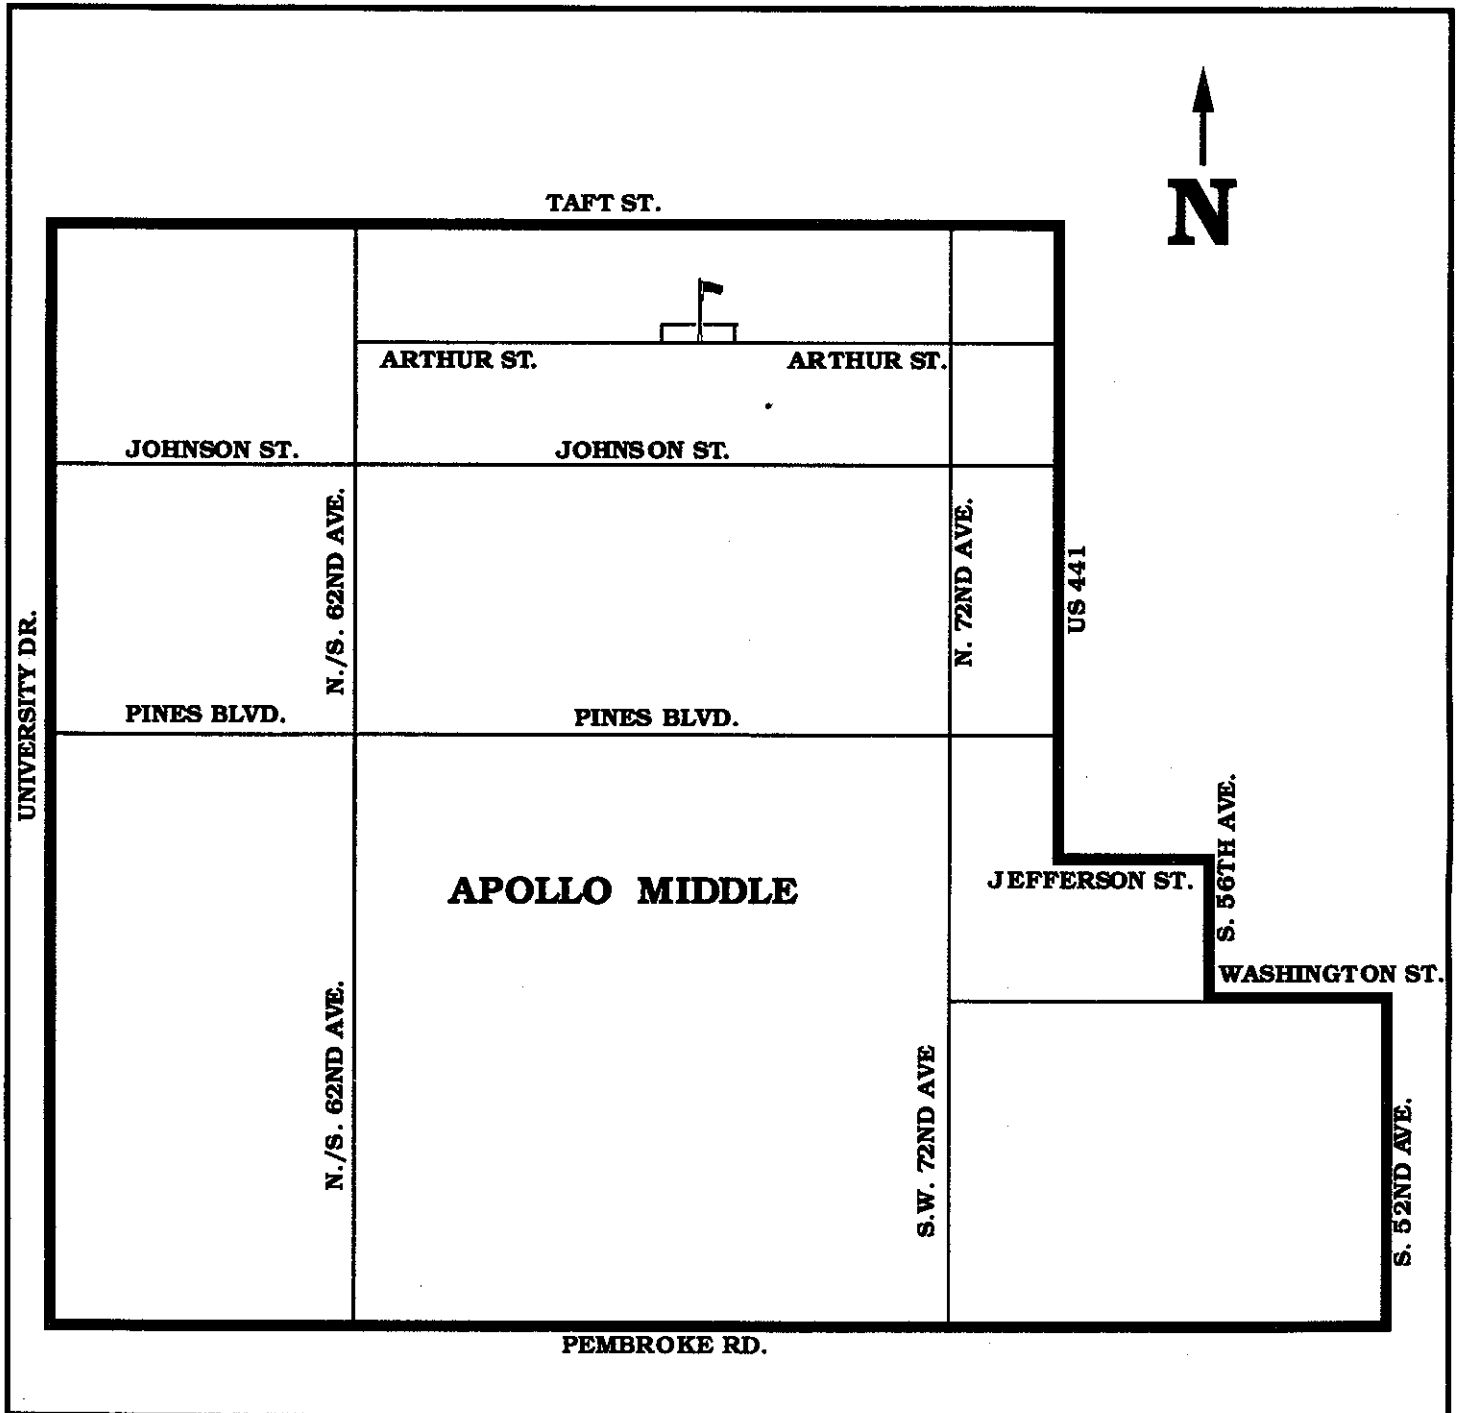 N
TAFT ST.
ARTHUR ST.
ARTHUR ST.
JOHNSON ST.
JOHNSON ST.
N./S. 62ND AVE.
N. 72ND AVE.
US 441
UNIVERSITY DR.
PINES BLVD.
PINES BLVD.
S. 56TH AVE.
APOLLO MIDDLE
JEFFERSON ST.
WASHINGTON ST.
N./S. 62ND AVE.
S.W. 72ND AVE
S. 52ND AVE.
PEMBROKE RD.